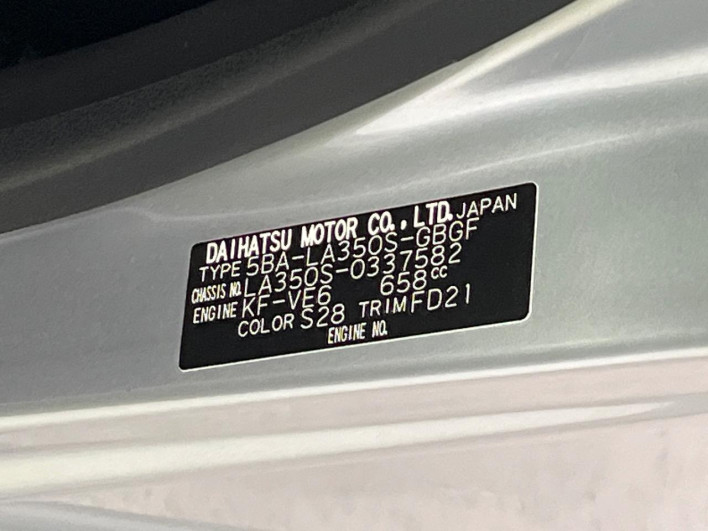 DAIHATSU MOTOR CO., LTD. JAPAN
TYPE 5BA-LA350S-GBGF
CHASSIS NO. LA350S-0337582
ENGINE KF-VE6 658cc
COLOR S28 TRIM FD21
ENGINE NO.